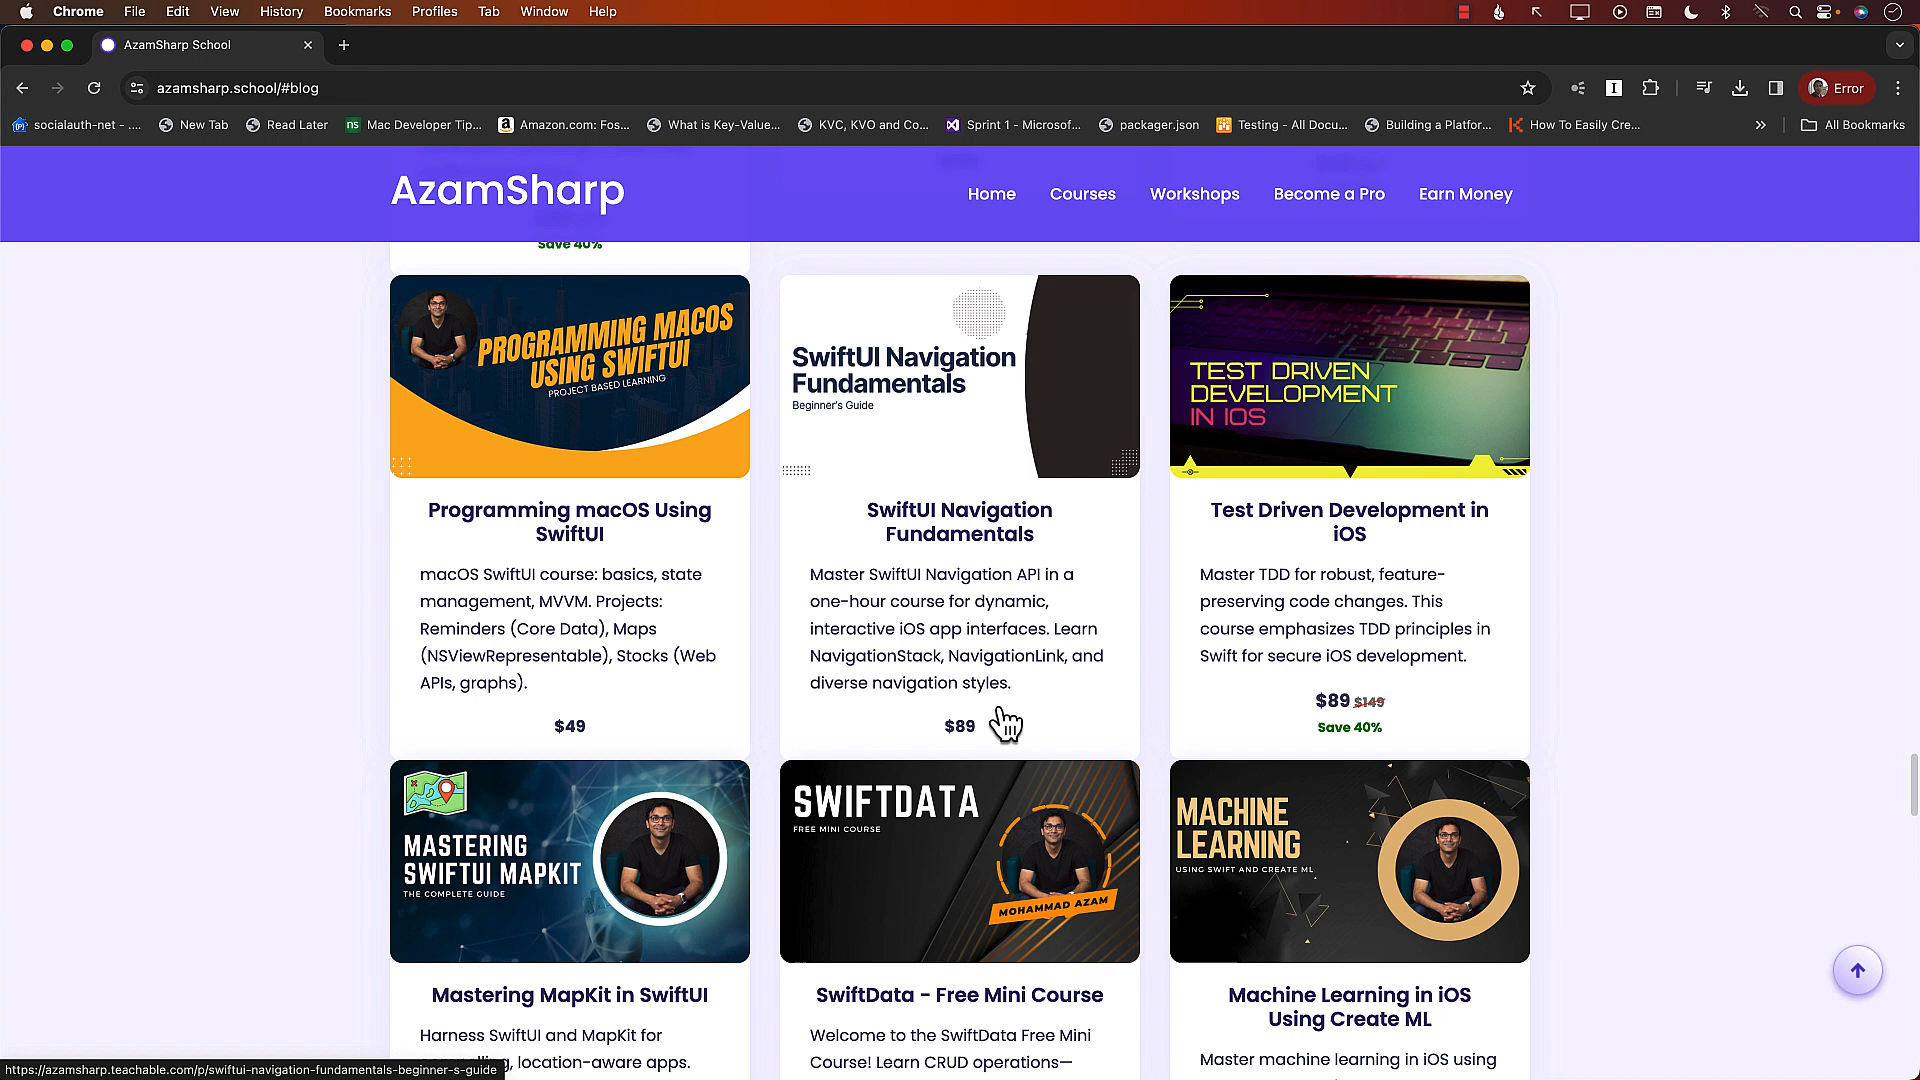 Chrome File Edit View History Bookmarks Profiles Tab Window Help
AzamSharp School
azamsharp.school/#blog
Error
socialauth-net - .... New Tab Read Later ns Mac Developer Tip... Amazon.com: Fos... What is Key-Value... KVC, KVO and Co... Sprint 1 - Microsof... packager.json Testing - All Docu... Building a Platfor... How To Easily Cre... All Bookmarks
AzamSharp
Home Courses Workshops Become a Pro Earn Money
Save 40%
PROGRAMMING MACOS
USING SWIFTUI
PROJECT BASED LEARNING
Programming macOS Using
SwiftUI
macOS SwiftUI course: basics, state
management, MVVM. Projects:
Reminders (Core Data), Maps
(NSViewRepresentable), Stocks (Web
APIs, graphs).
$49
SwiftUI Navigation
Fundamentals
Beginner's Guide
SwiftUI Navigation
Fundamentals
Master SwiftUI Navigation API in a
one-hour course for dynamic,
interactive iOS app interfaces. Learn
NavigationStack, NavigationLink, and
diverse navigation styles.
$89
TEST DRIVEN
DEVELOPMENT
IN IOS
Test Driven Development in
iOS
Master TDD for robust, feature-
preserving code changes. This
course emphasizes TDD principles in
Swift for secure iOS development.
$89 $149
Save 40%
MASTERING
SWIFTUI MAPKIT
THE COMPLETE GUIDE
Mastering MapKit in SwiftUI
Harness SwiftUI and MapKit for
location-aware apps.
SWIFTDATA
FREE MINI COURSE
MOHAMMAD AZAM
SwiftData - Free Mini Course
Welcome to the SwiftData Free Mini
Course! Learn CRUD operations—
MACHINE
LEARNING
USING SWIFT AND CREATE ML
Machine Learning in iOS
Using Create ML
Master machine learning in iOS using
https://azamsharp.teachable.com/p/swiftui-navigation-fundamentals-beginner-s-guide